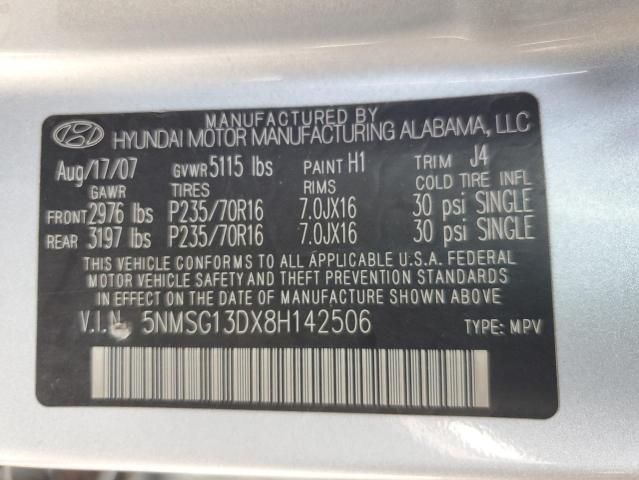 MANUFACTURED BY
HYUNDAI MOTOR MANUFACTURING ALABAMA, LLC
Aug/17/07 GVWR 5115 lbs PAINT H1 TRIM J4
GAWR TIRES RIMS COLD TIRE INFL
FRONT 2976 lbs P235/70R16 7.0JX16 30 psi SINGLE
REAR 3197 lbs P235/70R16 7.0JX16 30 psi SINGLE
THIS VEHICLE CONFORMS TO ALL APPLICABLE U.S.A. FEDERAL
MOTOR VEHICLE SAFETY AND THEFT PREVENTION STANDARDS
IN EFFECT ON THE DATE OF MANUFACTURE SHOWN ABOVE.
V.I.N. 5NMSG13DX8H142506 TYPE: MPV